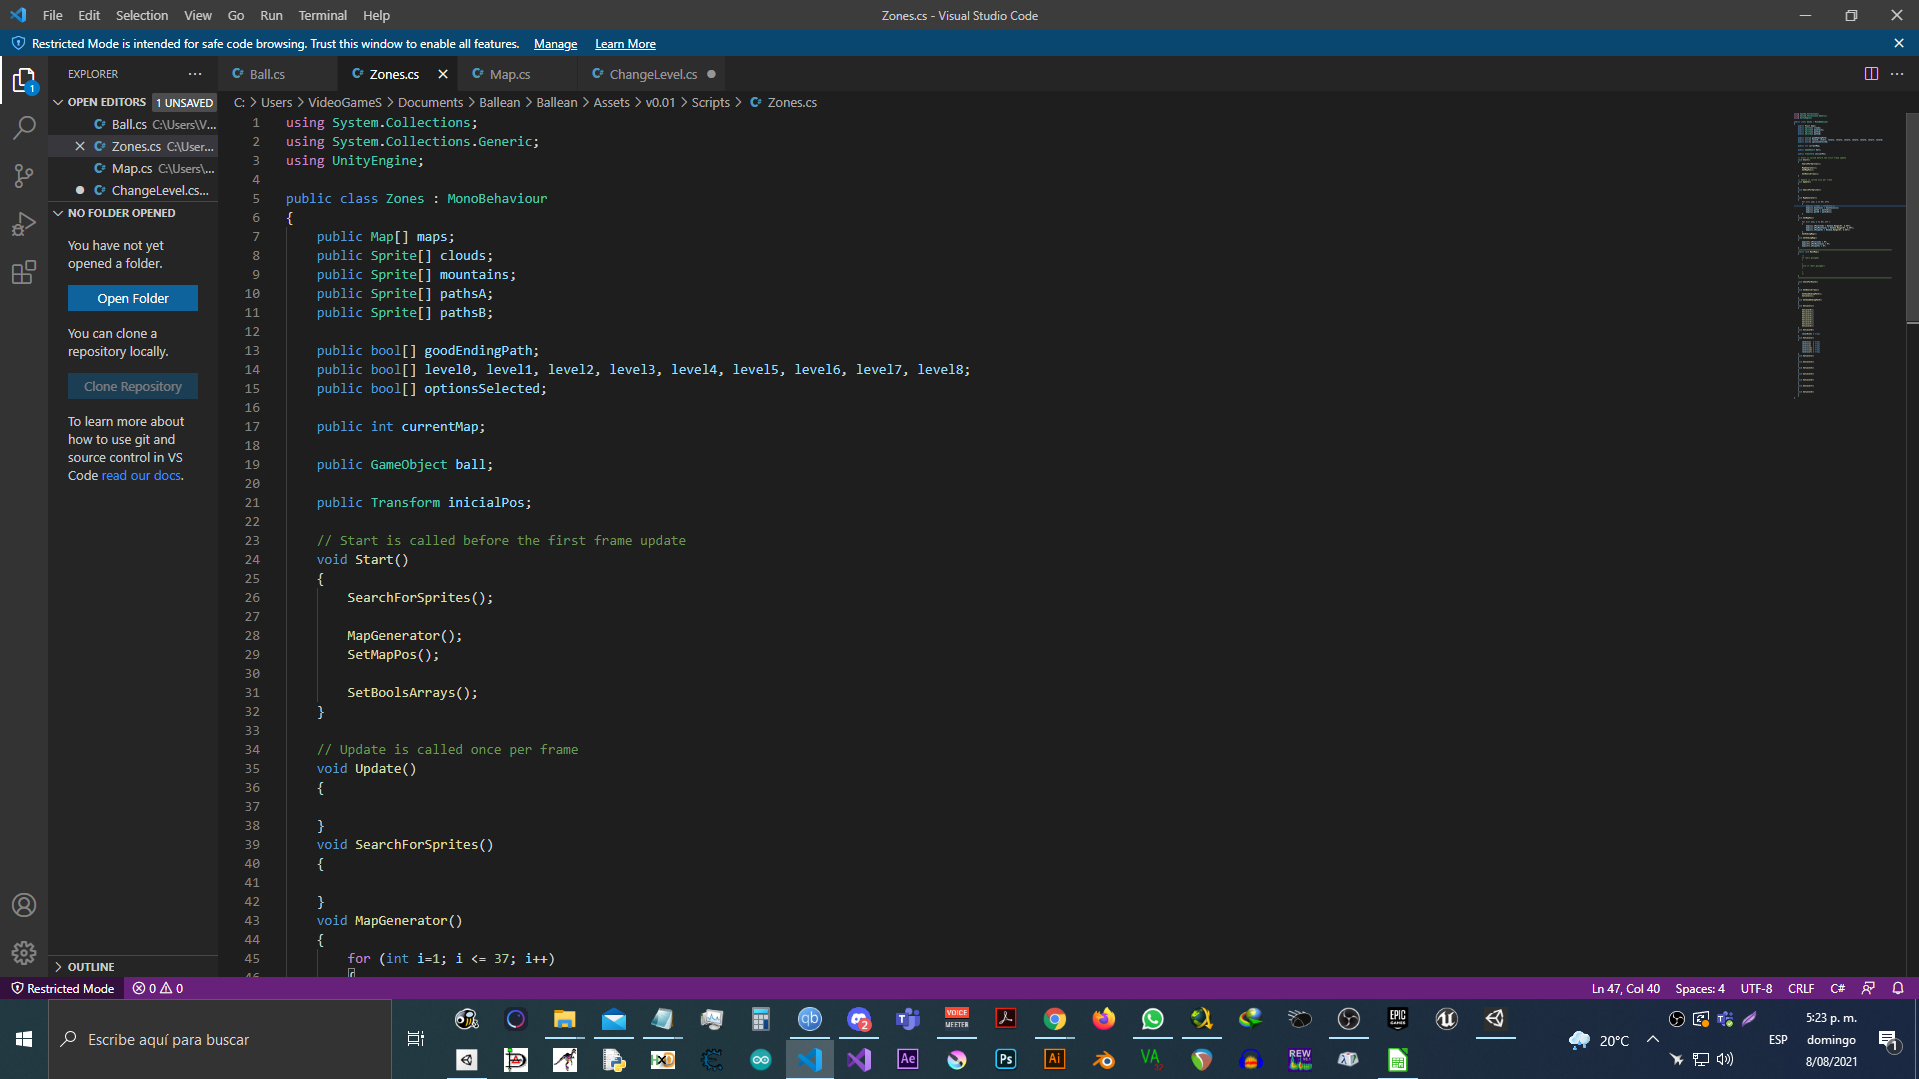 File Edit Selection View Go Run Terminal Help
Zones.cs - Visual Studio Code
Restricted Mode is intended for safe code browsing. Trust this window to enable all features. Manage Learn More
EXPLORER
Ball.cs Zones.cs Map.cs ChangeLevel.cs
OPEN EDITORS 1 UNSAVED
C: > Users > VideoGameS > Documents > Ballean > Ballean > Assets > v0.01 > Scripts > Zones.cs
Ball.cs C:\Users\V...
Zones.cs C:\User...
Map.cs C:\Users\...
ChangeLevel.cs...
NO FOLDER OPENED
You have not yet
opened a folder.
Open Folder
You can clone a
repository locally.
Clone Repository
To learn more about
how to use git and
source control in VS
Code read our docs.
OUTLINE
1 using System.Collections;
2 using System.Collections.Generic;
3 using UnityEngine;
4
5 public class Zones : MonoBehaviour
6 {
7 public Map[] maps;
8 public Sprite[] clouds;
9 public Sprite[] mountains;
10 public Sprite[] pathsA;
11 public Sprite[] pathsB;
12
13 public bool[] goodEndingPath;
14 public bool[] level0, level1, level2, level3, level4, level5, level6, level7, level8;
15 public bool[] optionsSelected;
16
17 public int currentMap;
18
19 public GameObject ball;
20
21 public Transform inicialPos;
22
23 // Start is called before the first frame update
24 void Start()
25 {
26 SearchForSprites();
27
28 MapGenerator();
29 SetMapPos();
30
31 SetBoolsArrays();
32 }
33
34 // Update is called once per frame
35 void Update()
36 {
37
38 }
39 void SearchForSprites()
40 {
41
42 }
43 void MapGenerator()
44 {
45 for (int i=1; i <= 37; i++)
46 {
Restricted Mode 0 0
Ln 47, Col 40 Spaces: 4 UTF-8 CRLF C#
Escribe aquí para buscar
VOICE
MEETER
EPIC
GAMES
Ae Ps Ai VA REW
20°C
ESP
5:23 p. m.
domingo
8/08/2021